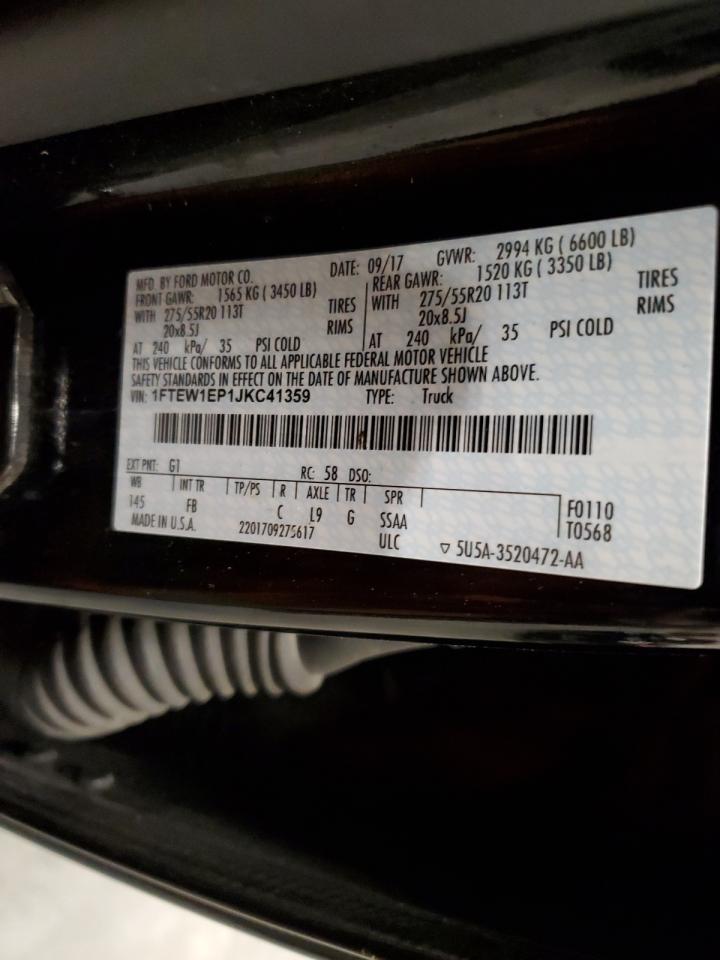 MFD. BY FORD MOTOR CO.
DATE: 09/17 GVWR: 2994 KG ( 6600 LB)
FRONT GAWR: 1565 KG ( 3450 LB) REAR GAWR: 1520 KG ( 3350 LB)
WITH 275/55R20 113T TIRES WITH 275/55R20 113T TIRES
20x8.5J RIMS 20x8.5J RIMS
AT 240 kPa/ 35 PSI COLD AT 240 kPa/ 35 PSI COLD
THIS VEHICLE CONFORMS TO ALL APPLICABLE FEDERAL MOTOR VEHICLE
SAFETY STANDARDS IN EFFECT ON THE DATE OF MANUFACTURE SHOWN ABOVE.
VIN: 1FTEW1EP1JKC41359 TYPE: Truck
EXT PNT: G1 RC: 58 DSO:
WB INT TR TP/PS R AXLE TR SPR
145 FB C L9 G SSAA F0110
MADE IN U.S.A. 2201709275617 ULC T0568
5U5A-3520472-AA